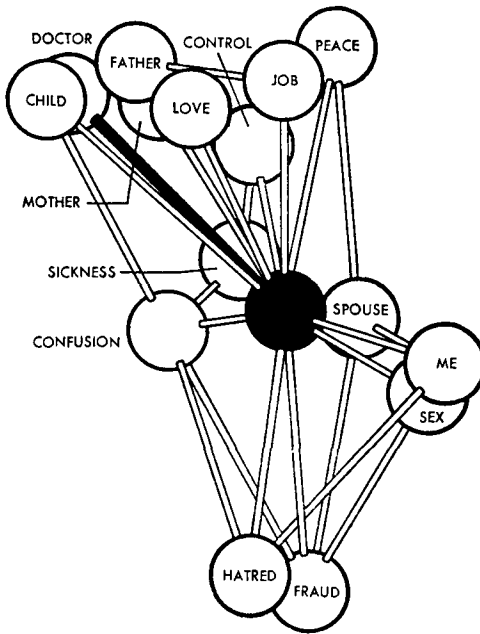 DOCTOR
FATHER
CONTROL
PEACE
CHILD
LOVE
JOB
MOTHER
SICKNESS
SPOUSE
CONFUSION
ME
SEX
HATRED
FRAUD